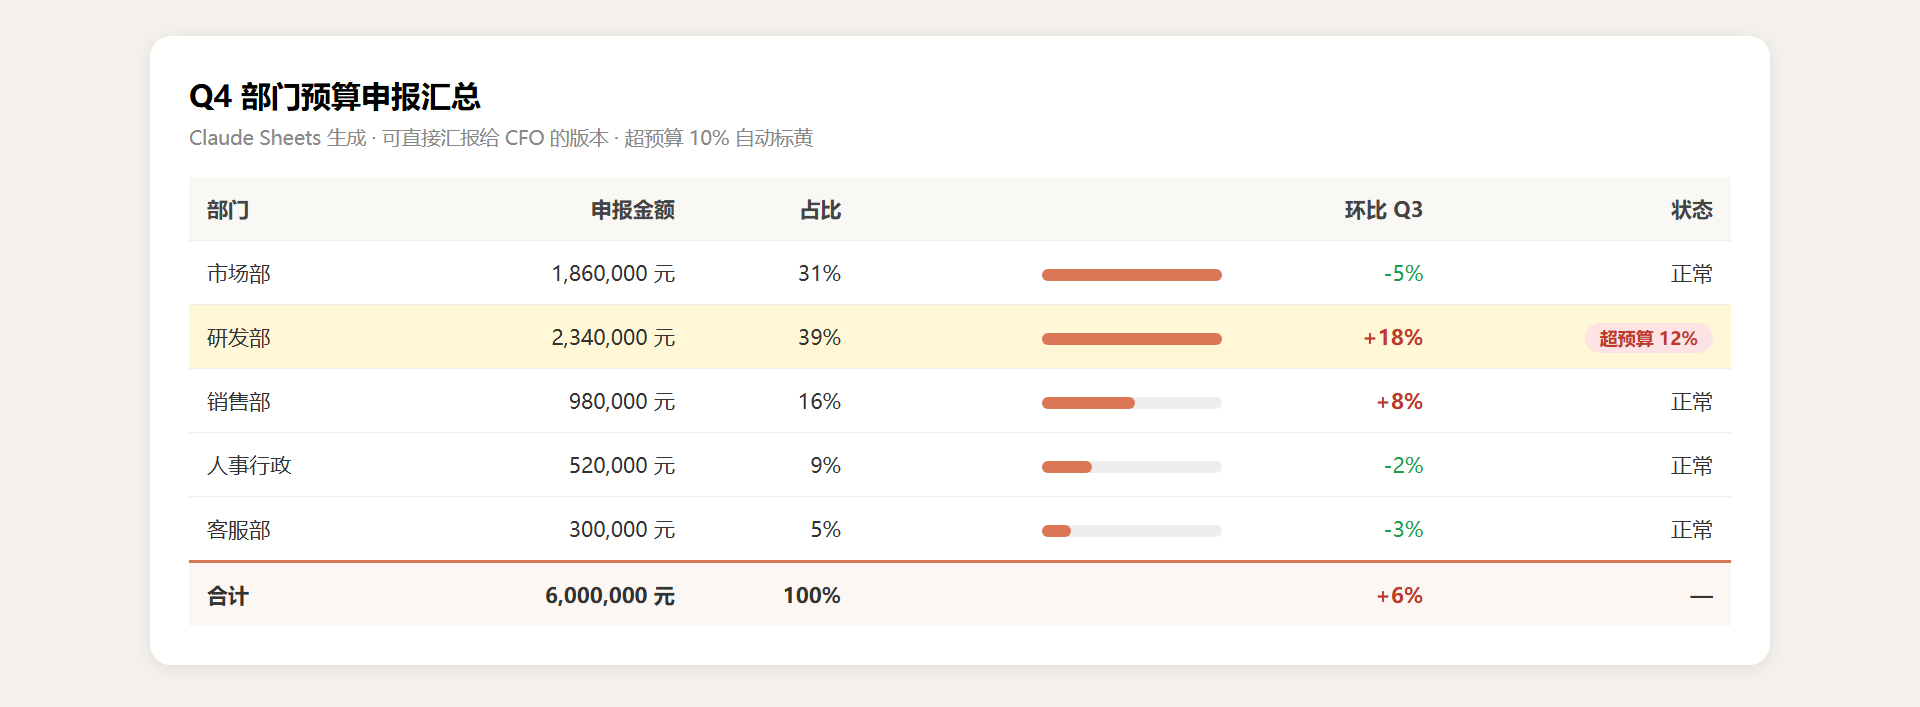 Q4 部门预算申报汇总
Claude Sheets 生成 · 可直接汇报给 CFO 的版本 · 超预算 10% 自动标黄
部门 申报金额 占比 环比 Q3 状态
市场部 1,860,000 元 31% -5% 正常
研发部 2,340,000 元 39% +18% 超预算 12%
销售部 980,000 元 16% +8% 正常
人事行政 520,000 元 9% -2% 正常
客服部 300,000 元 5% -3% 正常
合计 6,000,000 元 100% +6% —